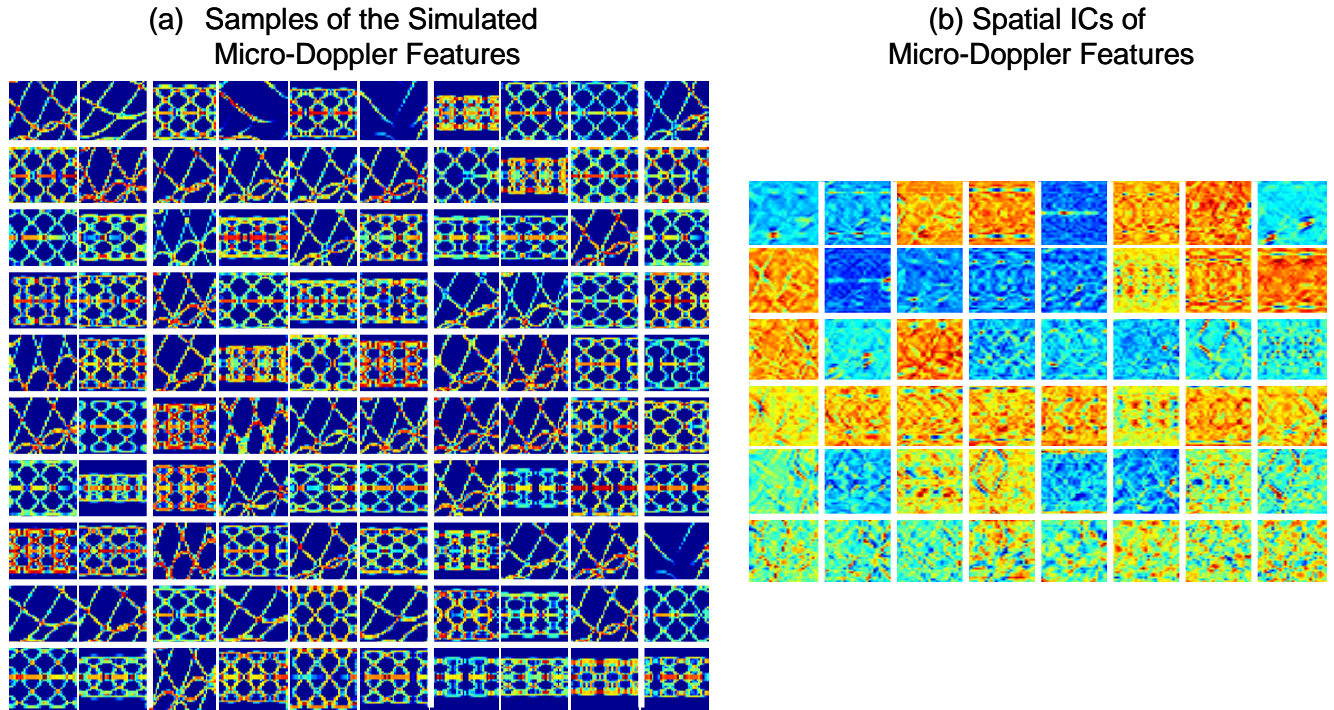 (a) Samples of the Simulated
Micro-Doppler Features
(b) Spatial ICs of
Micro-Doppler Features